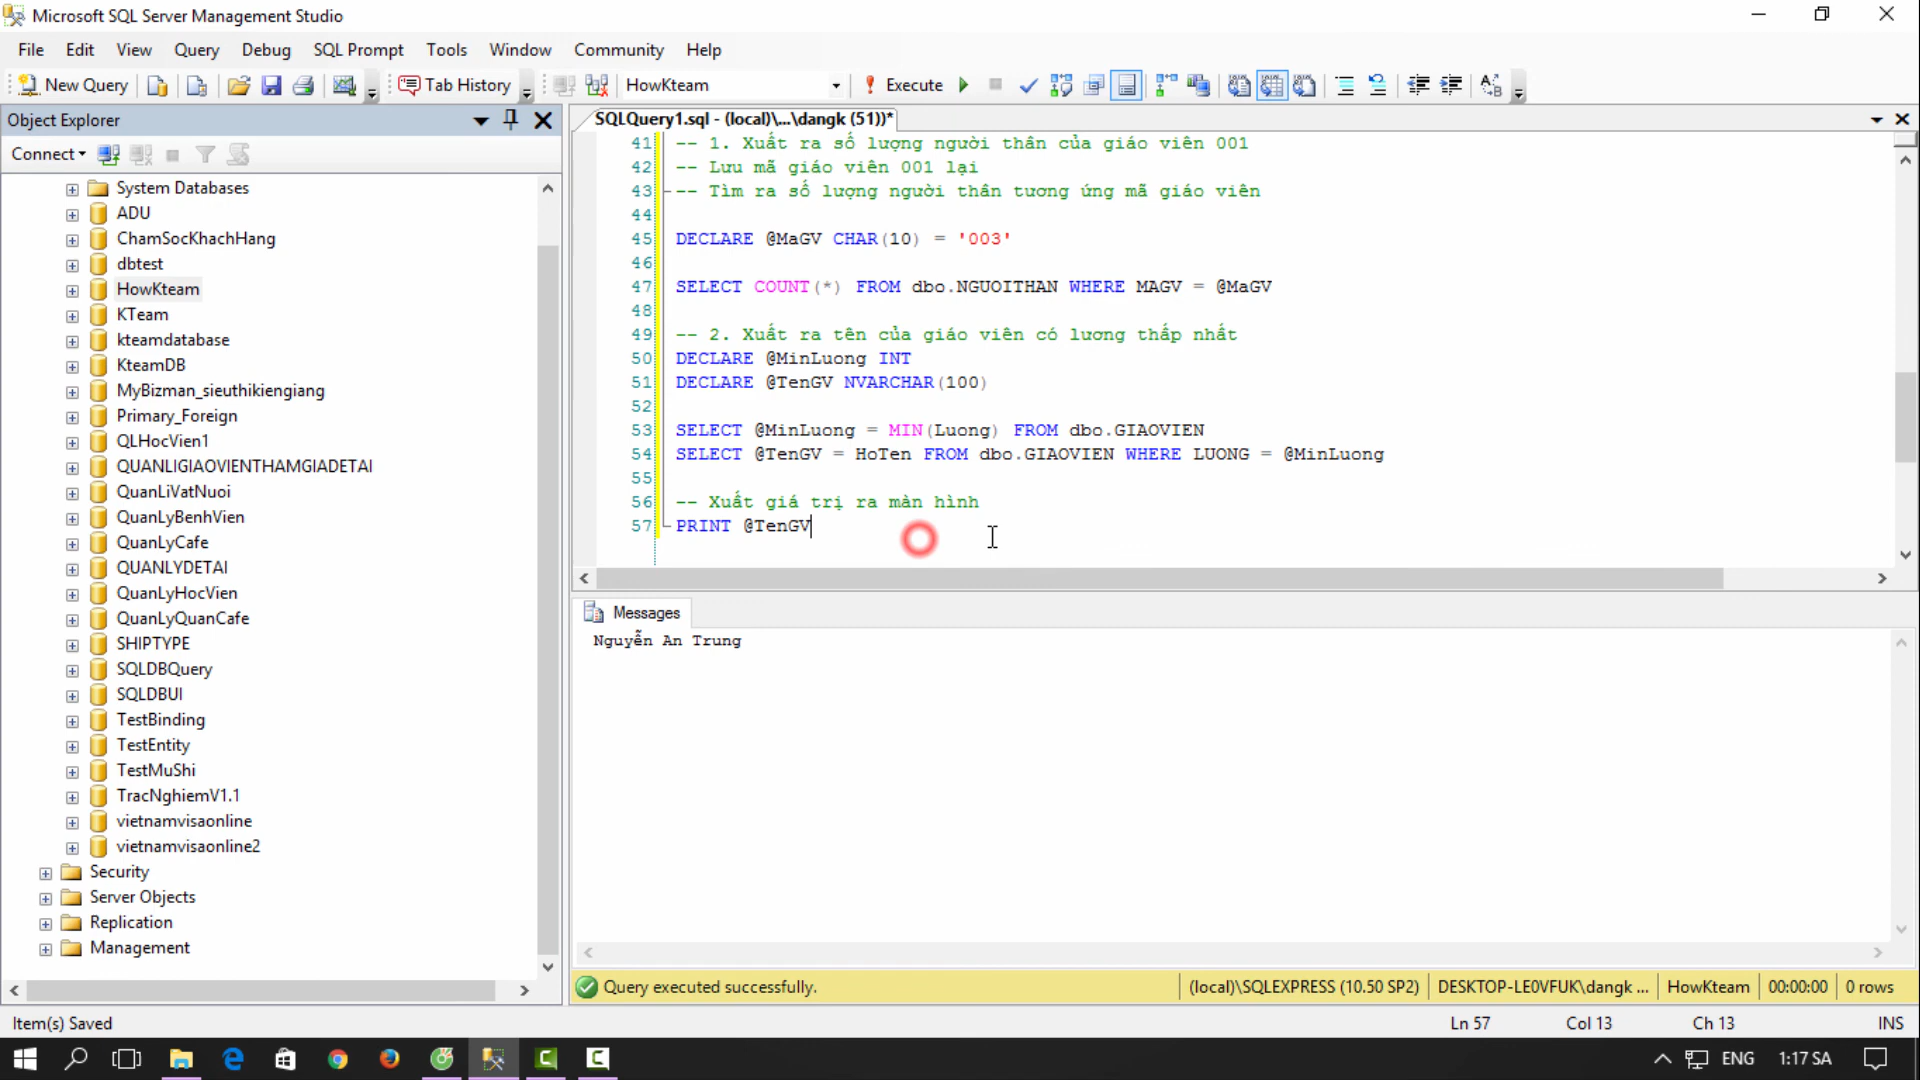 Microsoft SQL Server Management Studio
File Edit View Query Debug SQL Prompt Tools Window Community Help
New Query Tab History HowKteam Execute
Object Explorer
Connect
System Databases
ADU
ChamSocKhachHang
dbtest
HowKteam
KTeam
kteamdatabase
KteamDB
MyBizman_sieuthikiengiang
Primary_Foreign
QLHocVien1
QUANLIGIAOVIENTHAMGIADETAI
QuanLiVatNuoi
QuanLyBenhVien
QuanLyCafe
QUANLYDETAI
QuanLyHocVien
QuanLyQuanCafe
SHIPTYPE
SQLDBQuery
SQLDBUI
TestBinding
TestEntity
TestMuShi
TracNghiemV1.1
vietnamvisaonline
vietnamvisaonline2
Security
Server Objects
Replication
Management
SQLQuery1.sql - (local)\...\dangk (51))*
41 -- 1. Xuất ra số lượng người thân của giáo viên 001
42 -- Lưu mã giáo viên 001 lại
43 -- Tìm ra số lượng người thân tương ứng mã giáo viên
44
45 DECLARE @MaGV CHAR(10) = '003'
46
47 SELECT COUNT(*) FROM dbo.NGUOITHAN WHERE MAGV = @MaGV
48
49 -- 2. Xuất ra tên của giáo viên có lương thấp nhất
50 DECLARE @MinLuong INT
51 DECLARE @TenGV NVARCHAR(100)
52
53 SELECT @MinLuong = MIN(Luong) FROM dbo.GIAOVIEN
54 SELECT @TenGV = HoTen FROM dbo.GIAOVIEN WHERE LUONG = @MinLuong
55
56 -- Xuất giá trị ra màn hình
57 PRINT @TenGV
Messages
Nguyễn An Trung
Query executed successfully. (local)\SQLEXPRESS (10.50 SP2) DESKTOP-LE0VFUK\dangk ... HowKteam 00:00:00 0 rows
Item(s) Saved Ln 57 Col 13 Ch 13 INS
ENG 1:17 SA